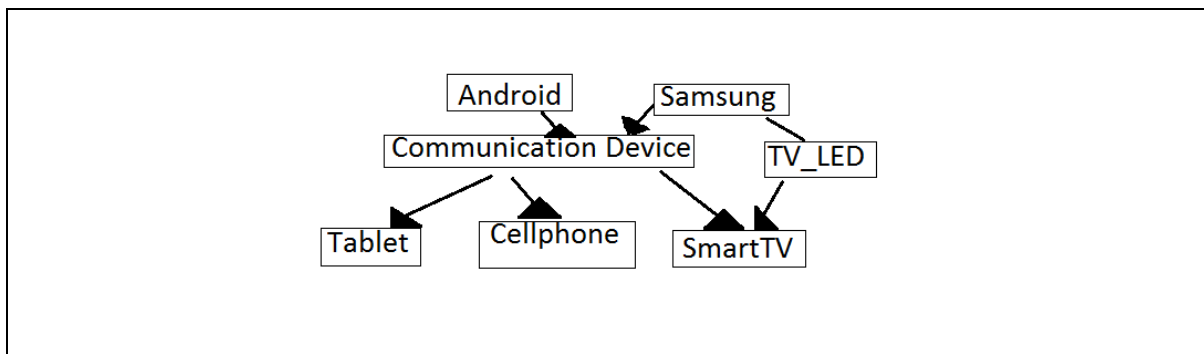 Android
Samsung
Communication Device
TV_LED
Tablet
Cellphone
SmartTV